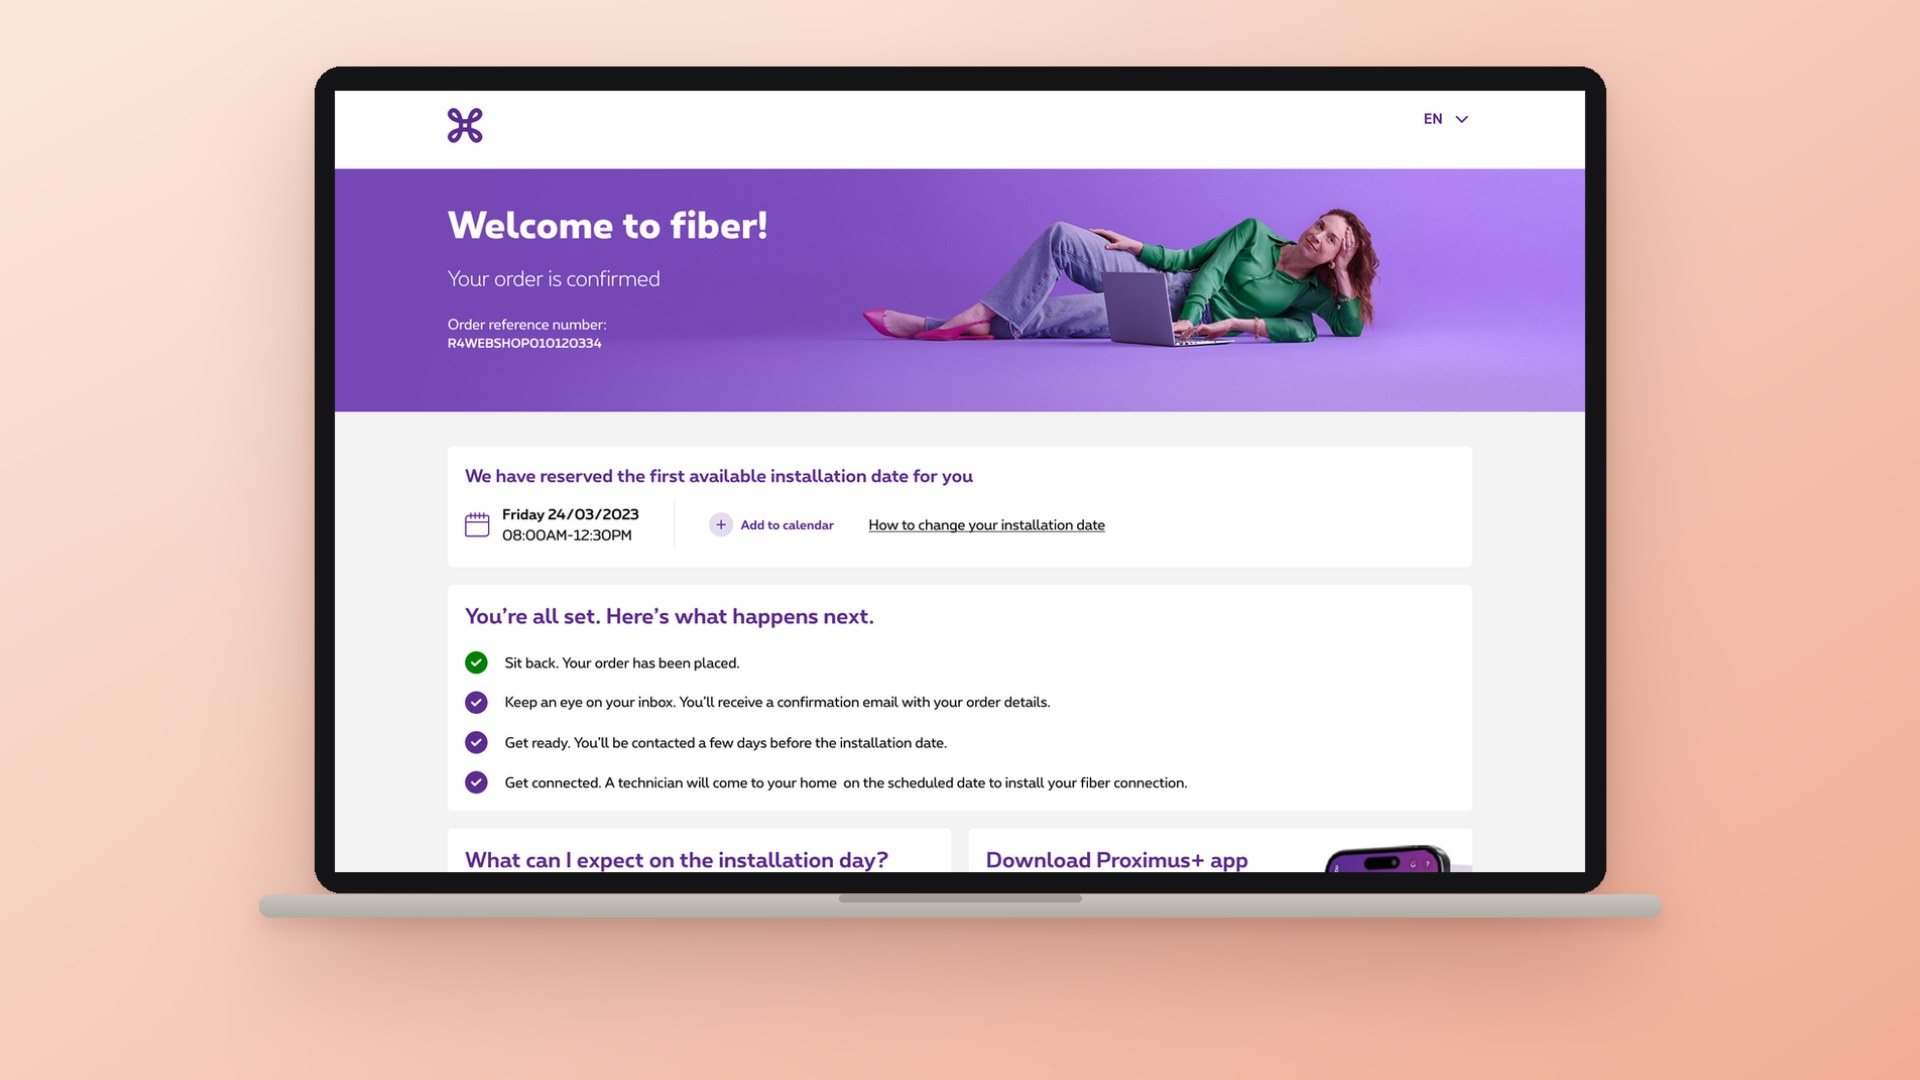 EN
Welcome to fiber!
Your order is confirmed
Order reference number:
R4WEBSHOP010120334
We have reserved the first available installation date for you
Friday 24/03/2023
08:00AM-12:30PM
Add to calendar
How to change your installation date
You’re all set. Here’s what happens next.
Sit back. Your order has been placed.
Keep an eye on your inbox. You’ll receive a confirmation email with your order details.
Get ready. You’ll be contacted a few days before the installation date.
Get connected. A technician will come to your home  on the scheduled date to install your fiber connection.
What can I expect on the installation day?
Download Proximus+ app